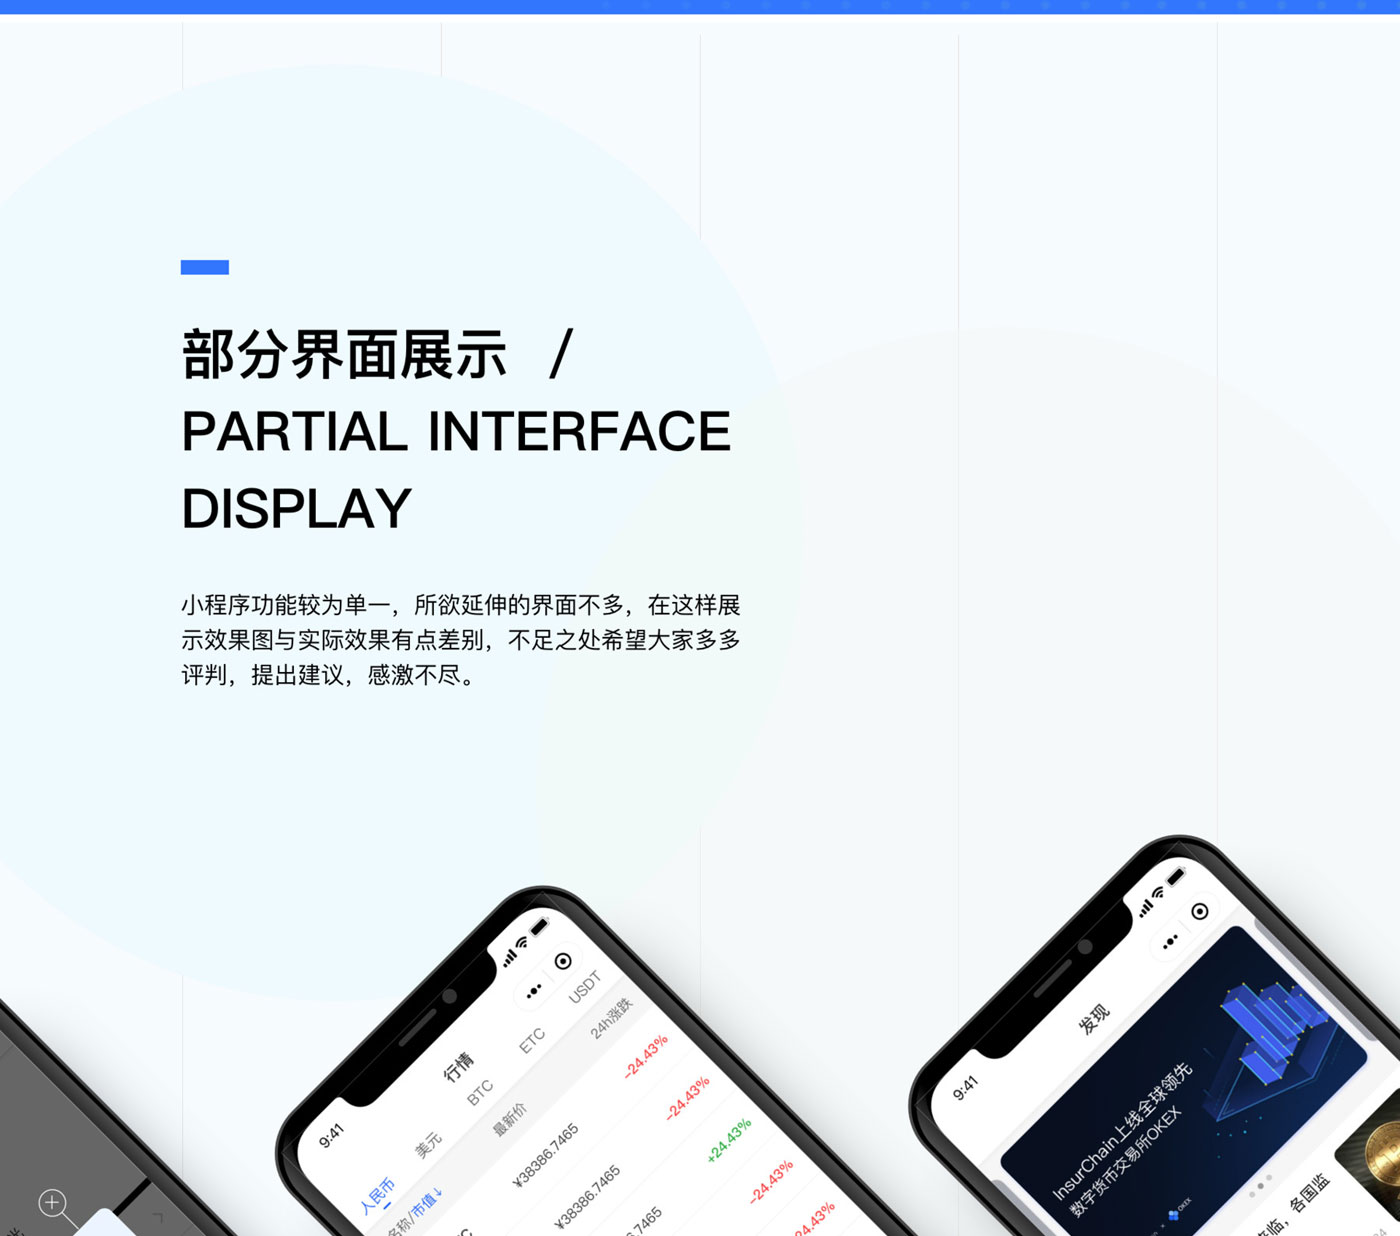 部分界面展示 /
PARTIAL INTERFACE
DISPLAY
小程序功能较为单一，所欲延伸的界面不多，在这样展
示效果图与实际效果有点差别，不足之处希望大家多多
评判，提出建议，感激不尽。
9:41
行情
人民币 美元 BTC ETC USDT
名称/市值↓ 最新价 24h涨跌
¥38386.7465 -24.43%
¥38386.7465 -24.43%
7465 +24.43%
-24.43%
-24.43%
9:41
发现
InsurChain上线全球领先
数字货币交易所OKEX
OKEX
临，各国监